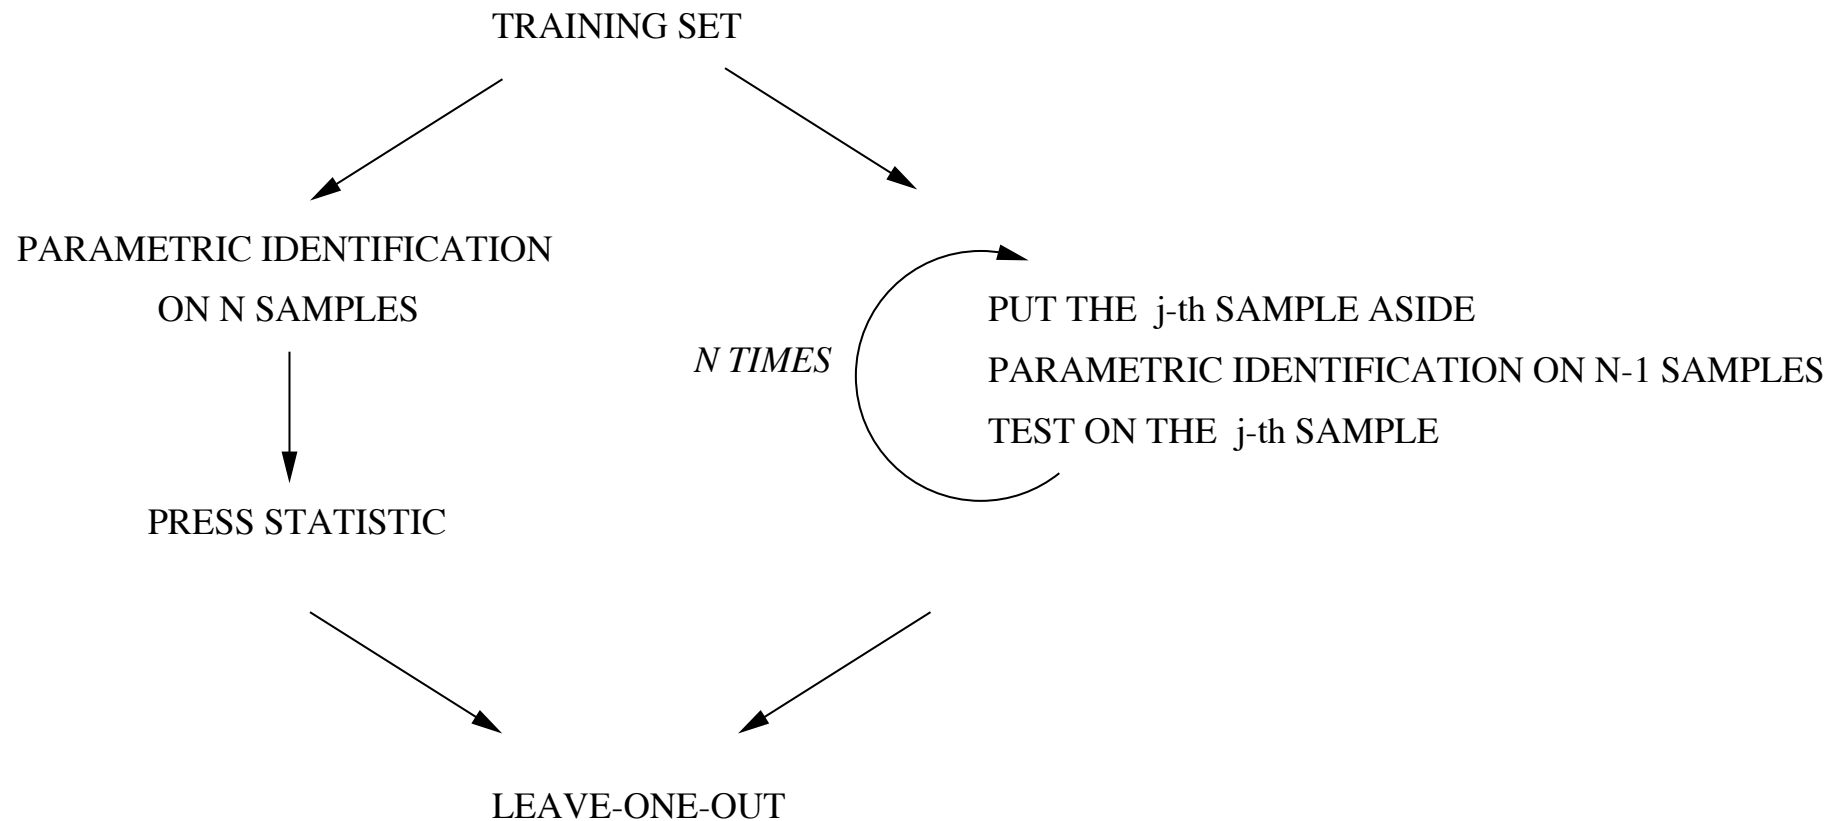 TRAINING SET
PARAMETRIC IDENTIFICATION
ON N SAMPLES
PRESS STATISTIC
N TIMES
PUT THE j-th SAMPLE ASIDE
PARAMETRIC IDENTIFICATION ON N-1 SAMPLES
TEST ON THE j-th SAMPLE
LEAVE-ONE-OUT